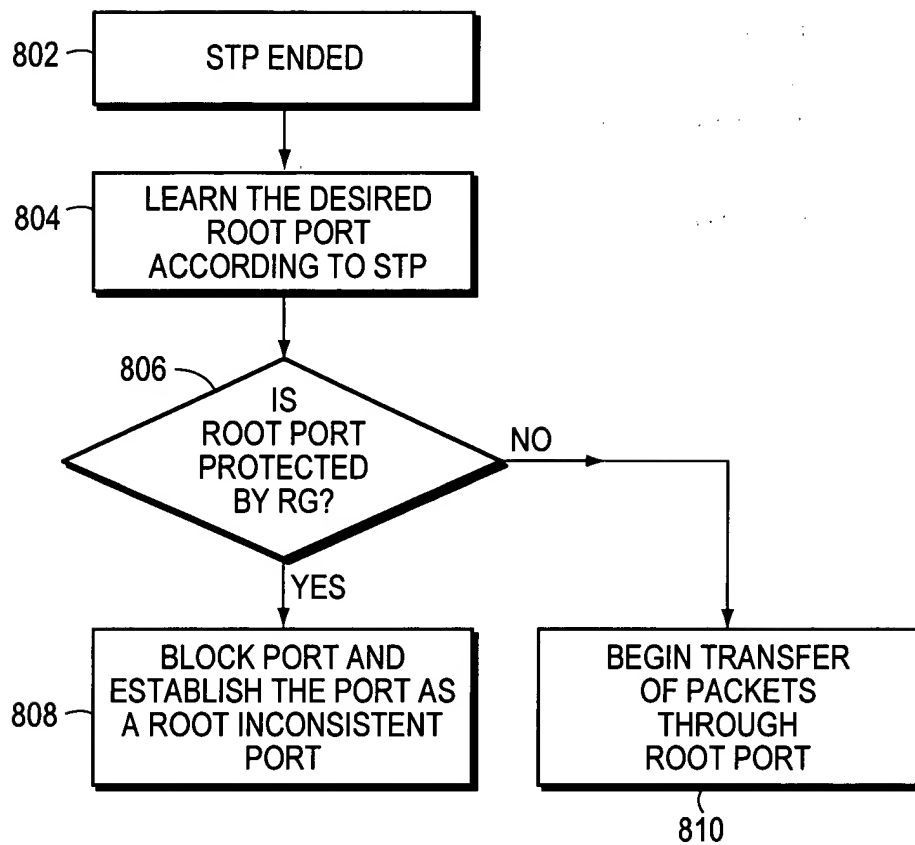 802
STP ENDED
804
LEARN THE DESIRED
ROOT PORT
ACCORDING TO STP
806
IS
ROOT PORT
PROTECTED
BY RG?
NO
YES
808
BLOCK PORT AND
ESTABLISH THE PORT AS
A ROOT INCONSISTENT
PORT
BEGIN TRANSFER
OF PACKETS
THROUGH
ROOT PORT
810